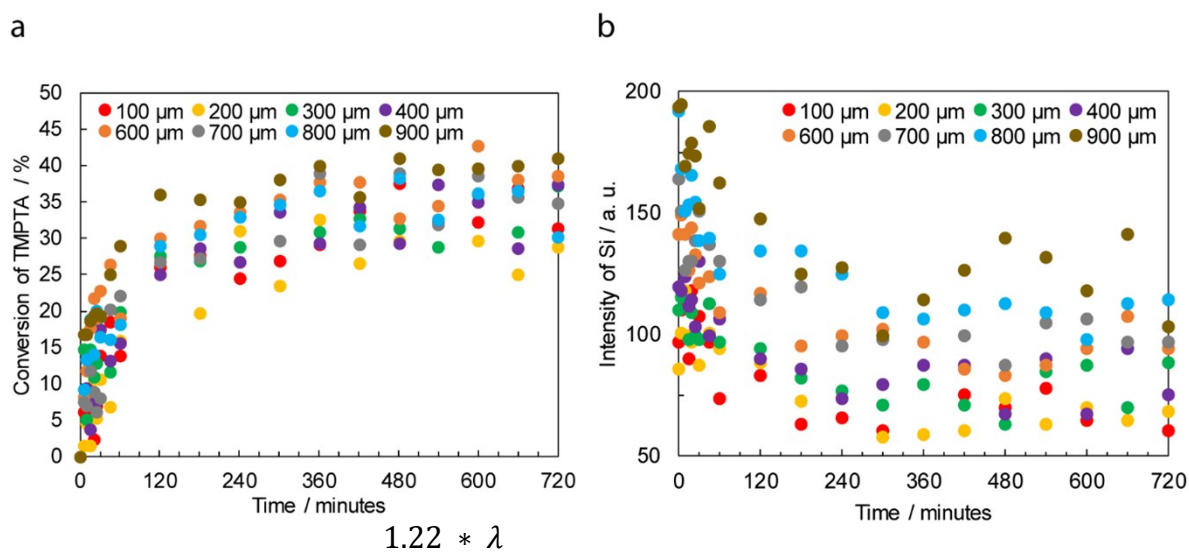 a
b
50
45
40
35
30
25
20
15
10
5
0
Conversion of TMPTA / %
100 µm 200 µm 300 µm 400 µm
600 µm 700 µm 800 µm 900 µm
0 120 240 360 480 600 720
Time / minutes
200
150
100
50
Intensity of Si / a. u.
100 µm 200 µm 300 µm 400 µm
600 µm 700 µm 800 µm 900 µm
0 120 240 360 480 600 720
Time / minutes
1.22 * λ